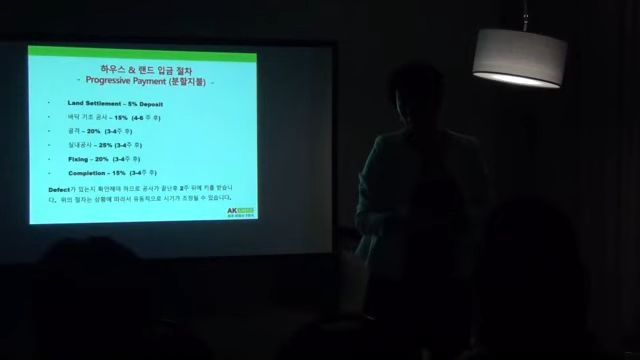 하우스 & 랜드 입금 절차
- Progressive Payment (분할지불) -
• Land Settlement – 5% Deposit
• 바닥 기초 공사 – 15% (4-6 주 후)
• 골격 – 20% (3-4주 후)
• 실내공사 – 25% (3-4주 후)
• Fixing – 20% (3-4주 후)
• Completion – 15% (3-4주 후)
Defect가 있는지 확인해야 하므로 공사가 끝난후 2주 뒤에 키를 받습니
다. 위의 절차는 상황에 따라서 유동적으로 시기가 조정될 수 있습니다.
AK